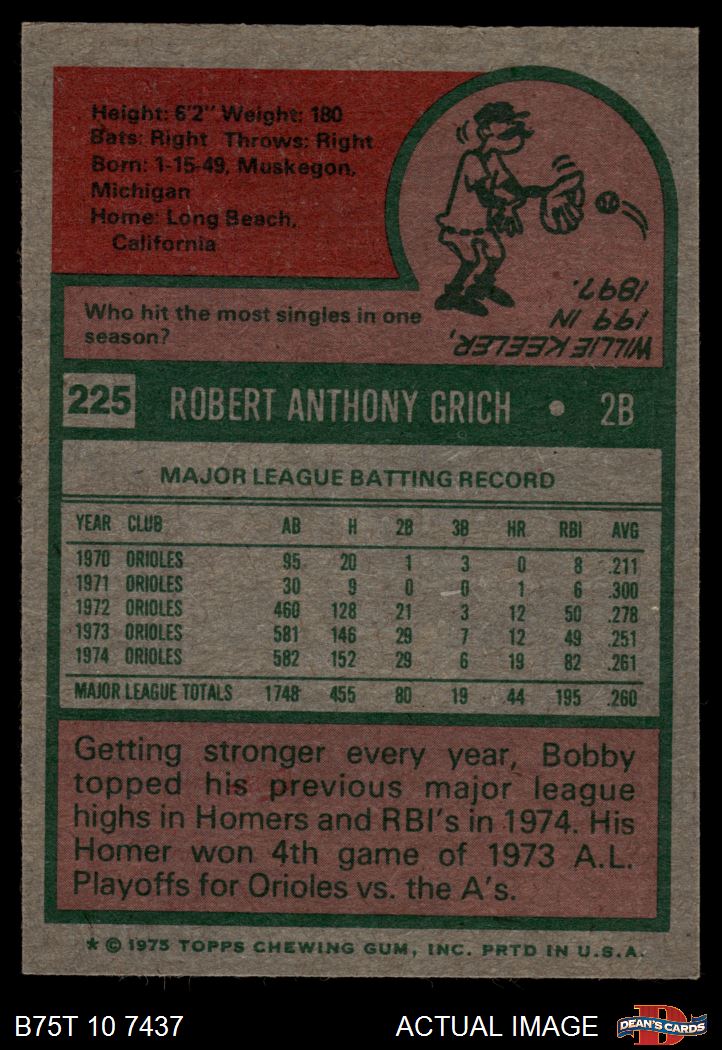 Height: 6'2" Weight: 180
Bats: Right Throws: Right
Born: 1-15-49, Muskegon,
Michigan
Home: Long Beach,
California
Who hit the most singles in one
season?
WILLIE KEELER,
199 IN
1897.
225 ROBERT ANTHONY GRICH • 2B
MAJOR LEAGUE BATTING RECORD
YEAR CLUB AB H 2B 3B HR RBI AVG
1970 ORIOLES 95 20 1 3 0 8 .211
1971 ORIOLES 30 9 0 0 1 6 .300
1972 ORIOLES 460 128 21 3 12 50 .278
1973 ORIOLES 581 146 29 7 12 49 .251
1974 ORIOLES 582 152 29 6 19 82 .261
MAJOR LEAGUE TOTALS 1748 455 80 19 44 195 .260
Getting stronger every year, Bobby
topped his previous major league
highs in Homers and RBI's in 1974. His
Homer won 4th game of 1973 A.L.
Playoffs for Orioles vs. the A's.
* © 1975 TOPPS CHEWING GUM, INC. PRTD IN U.S.A.
B75T 10 7437 ACTUAL IMAGE D DEAN'S CARDS